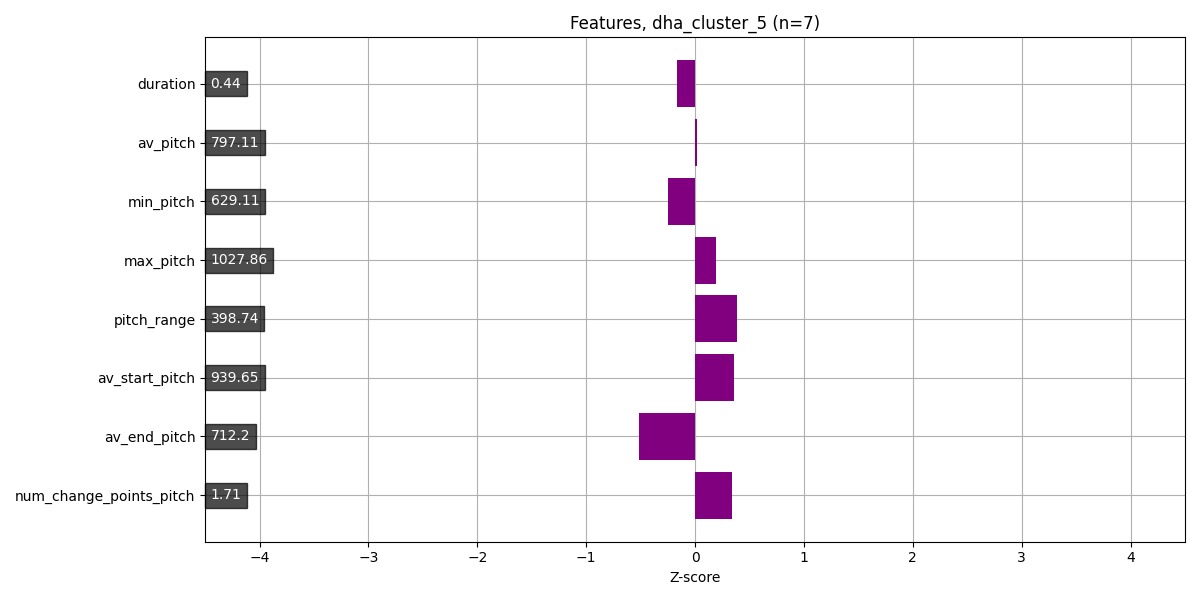 Features, dha_cluster_5 (n=7)
duration 0.44
av_pitch 797.11
min_pitch 629.11
max_pitch 1027.86
pitch_range 398.74
av_start_pitch 939.65
av_end_pitch 712.2
num_change_points_pitch 1.71
−4 −3 −2 −1 0 1 2 3 4
Z-score